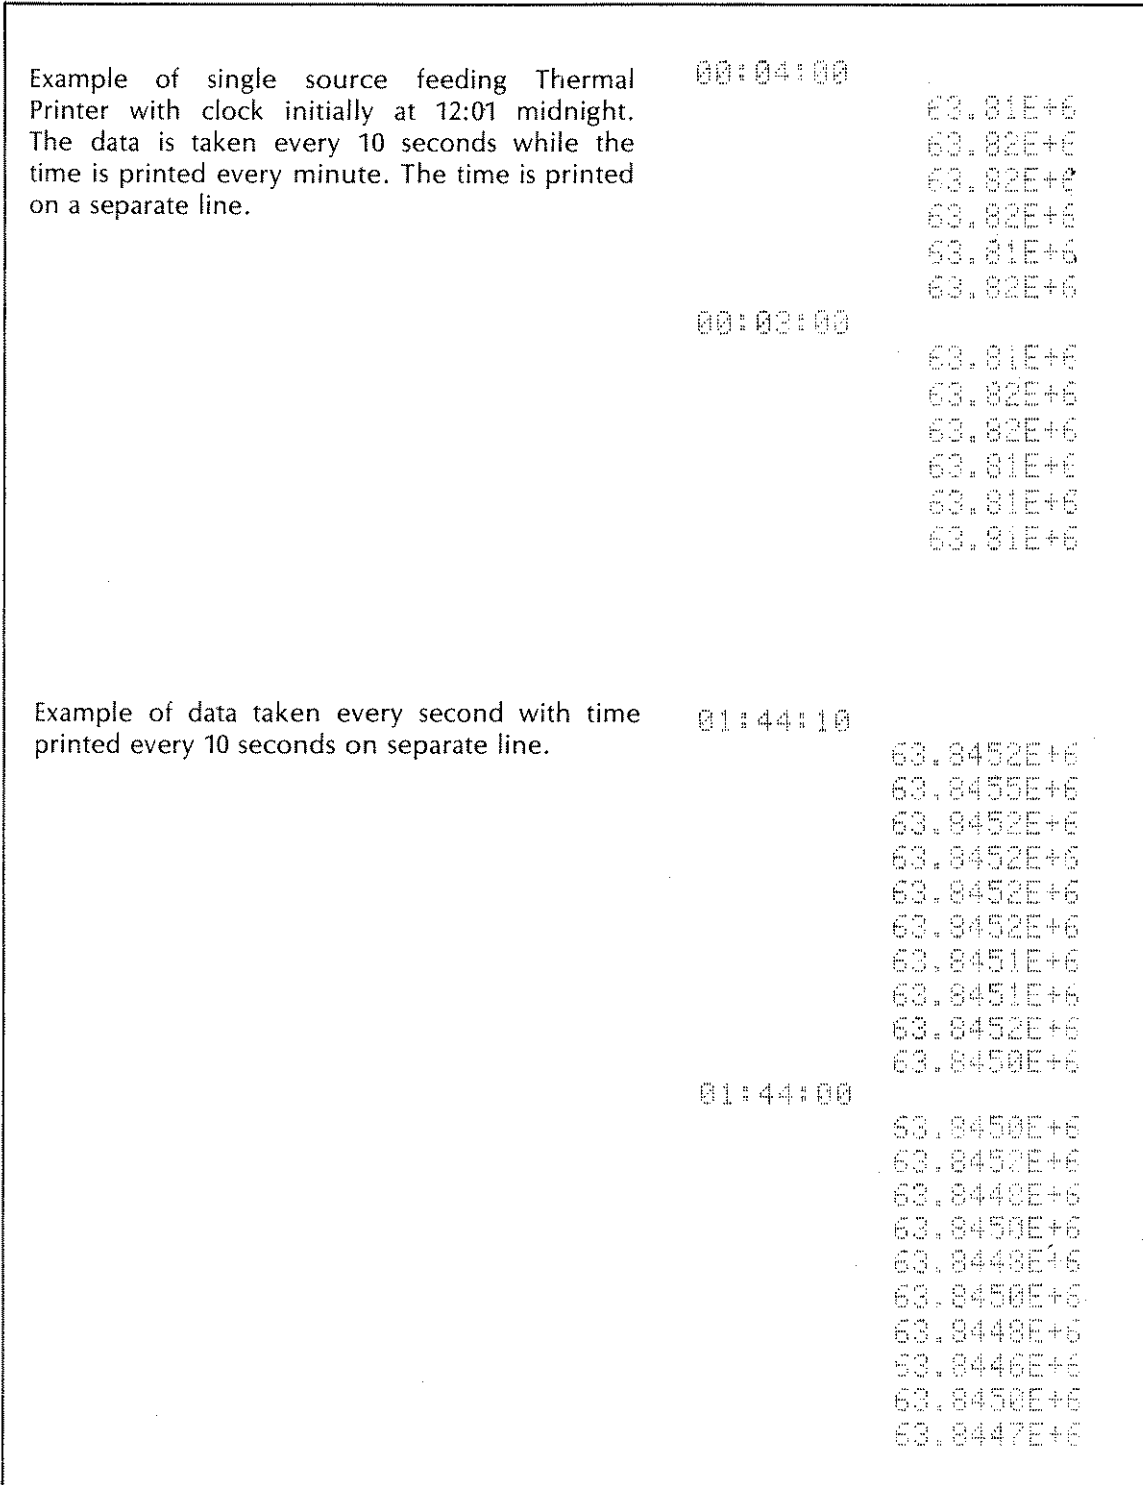 Example of single source feeding Thermal
Printer with clock initially at 12:01 midnight.
The data is taken every 10 seconds while the
time is printed every minute. The time is printed
on a separate line.
00:04:00
63.81E+6
63.82E+6
63.82E+6
63.82E+6
63.81E+6
63.82E+6
00:03:00
63.81E+6
63.82E+6
63.82E+6
63.81E+6
63.81E+6
63.81E+6
Example of data taken every second with time
printed every 10 seconds on separate line.
01:44:10
63.8452E+6
63.8455E+6
63.8452E+6
63.8452E+6
63.8452E+6
63.8452E+6
63.8451E+6
63.8451E+6
63.8452E+6
63.8450E+6
01:44:00
63.8450E+6
63.8452E+6
63.8448E+6
63.8450E+6
63.8448E+6
63.8450E+6
63.8448E+6
63.8446E+6
63.8450E+6
63.8447E+6